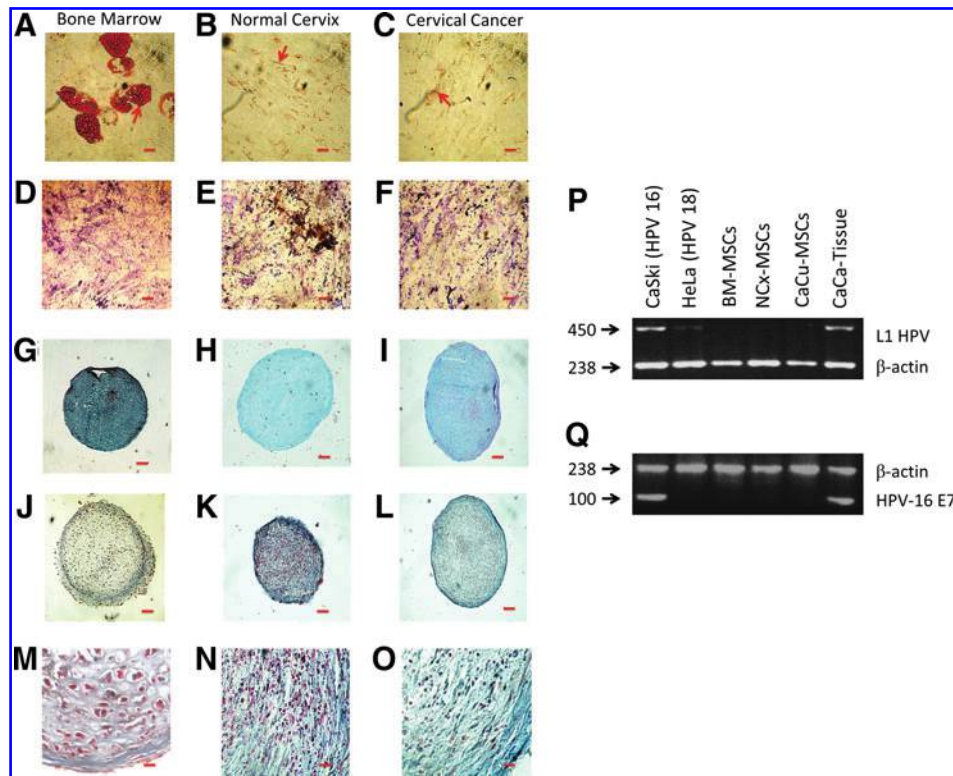 Bone Marrow Normal Cervix Cervical Cancer
A B C
D E F
G H I
J K L
M N O
P
CaSki (HPV 16)
HeLa (HPV 18)
BM-MSCs
NCx-MSCs
CaCu-MSCs
CaCa-Tissue
450 → L1 HPV
238 → β-actin
Q
238 → β-actin
100 → HPV-16 E7